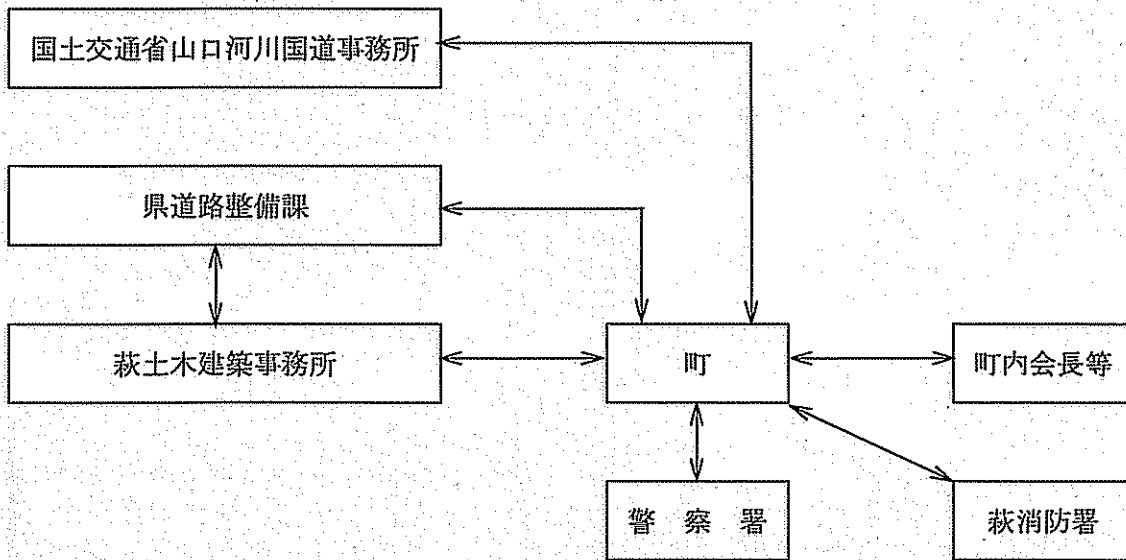 国土交通省山口河川国道事務所
県道路整備課
萩土木建築事務所
町
町内会長等
警察署
萩消防署